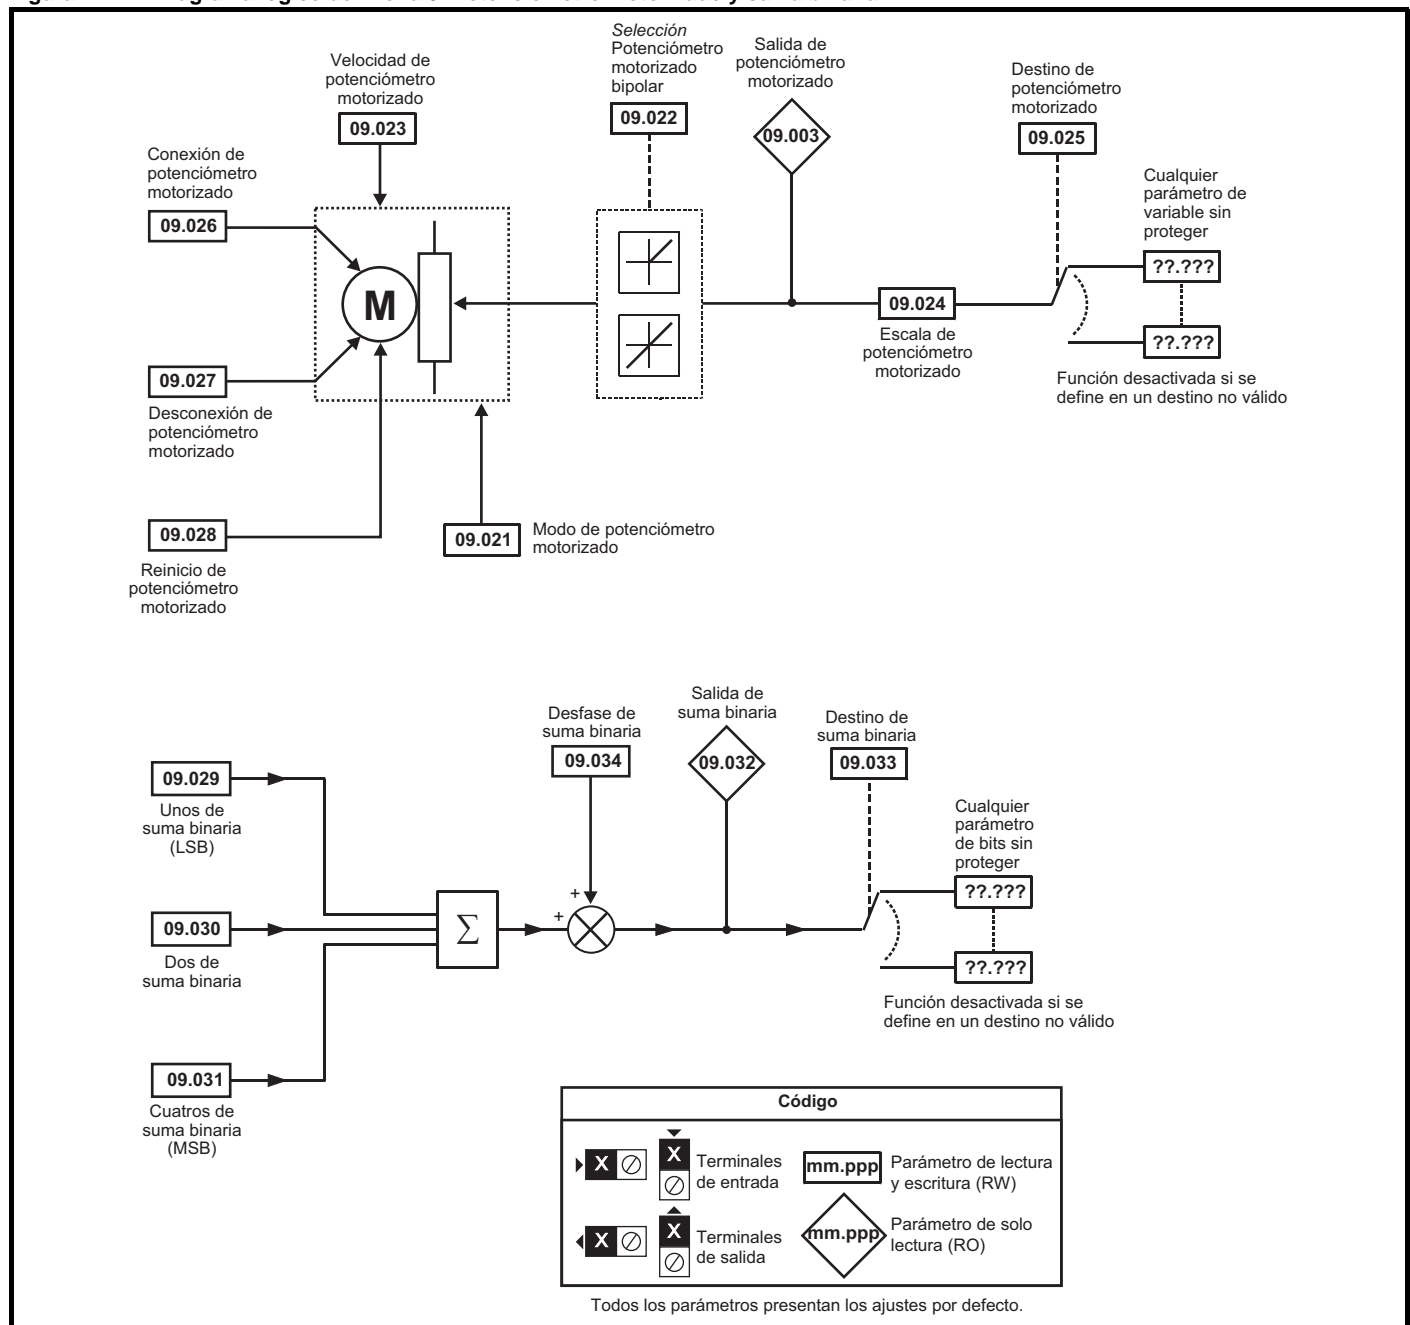 Velocidad de
potenciómetro
motorizado
09.023
Selección
Potenciómetro
motorizado
bipolar
09.022
Salida de
potenciómetro
motorizado
09.003
Destino de
potenciómetro
motorizado
09.025
Conexión de
potenciómetro
motorizado
09.026
Cualquier
parámetro de
variable sin
proteger
??.???
??.???
M
09.024
Escala de
potenciómetro
motorizado
Función desactivada si se
define en un destino no válido
09.027
Desconexión de
potenciómetro
motorizado
09.028
Reinicio de
potenciómetro
motorizado
09.021
Modo de potenciómetro
motorizado
Desfase de
suma binaria
09.034
Salida de
suma binaria
09.032
Destino de
suma binaria
09.033
09.029
Unos de
suma binaria
(LSB)
Cualquier
parámetro
de bits sin
proteger
??.???
??.???
+
+
Σ
09.030
Dos de
suma binaria
Función desactivada si se
define en un destino no válido
09.031
Cuatros de
suma binaria
(MSB)
Código
X
X
Terminales
de entrada
mm.ppp
Parámetro de lectura
y escritura (RW)
X
X
Terminales
de salida
mm.ppp
Parámetro de solo
lectura (RO)
Todos los parámetros presentan los ajustes por defecto.